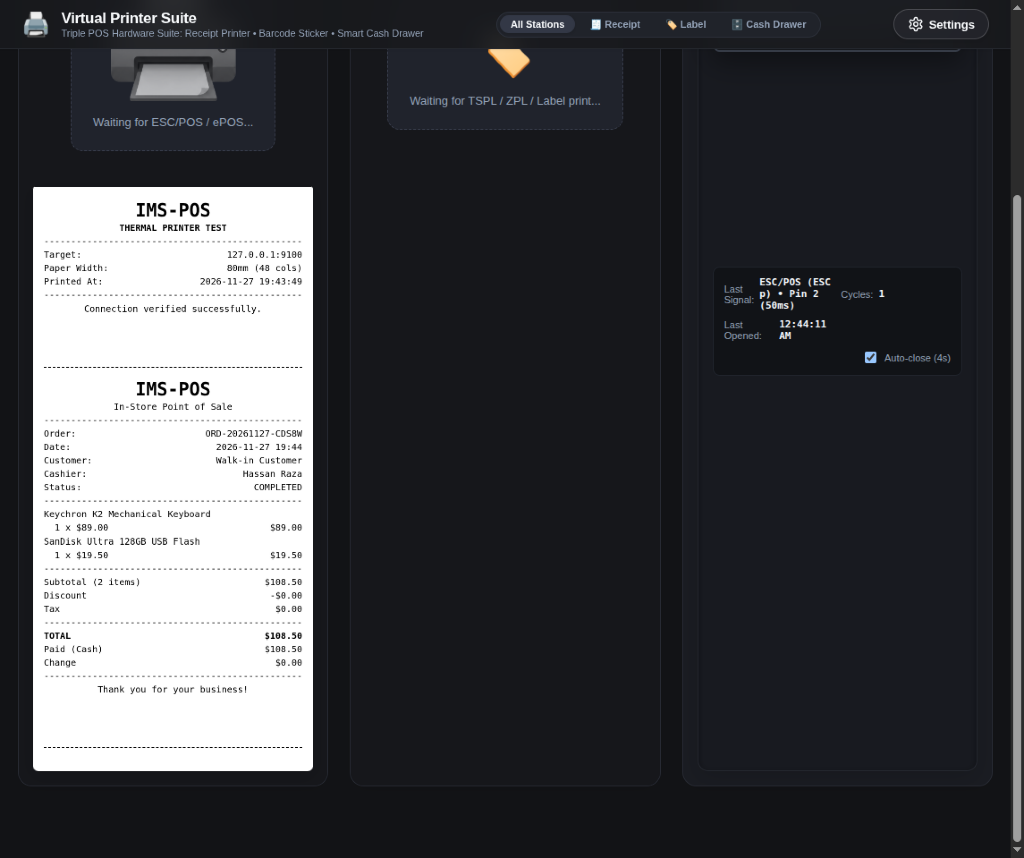 Virtual Printer Suite
Triple POS Hardware Suite: Receipt Printer • Barcode Sticker • Smart Cash Drawer
All Stations
Receipt
Label
Cash Drawer
Settings
Waiting for ESC/POS / ePOS...
IMS-POS
THERMAL PRINTER TEST
Target: 127.0.0.1:9100
Paper Width: 80mm (48 cols)
Printed At: 2026-11-27 19:43:49
Connection verified successfully.
IMS-POS
In-Store Point of Sale
Order: ORD-20261127-CDS8W
Date: 2026-11-27 19:44
Customer: Walk-in Customer
Cashier: Hassan Raza
Status: COMPLETED
Keychron K2 Mechanical Keyboard
1 x $89.00 $89.00
SanDisk Ultra 128GB USB Flash
1 x $19.50 $19.50
Subtotal (2 items) $108.50
Discount -$0.00
Tax $0.00
TOTAL $108.50
Paid (Cash) $108.50
Change $0.00
Thank you for your business!
Waiting for TSPL / ZPL / Label print...
Last Signal: ESC/POS (ESC p) • Pin 2 (50ms)
Cycles: 1
Last Opened: 12:44:11 AM
Auto-close (4s)